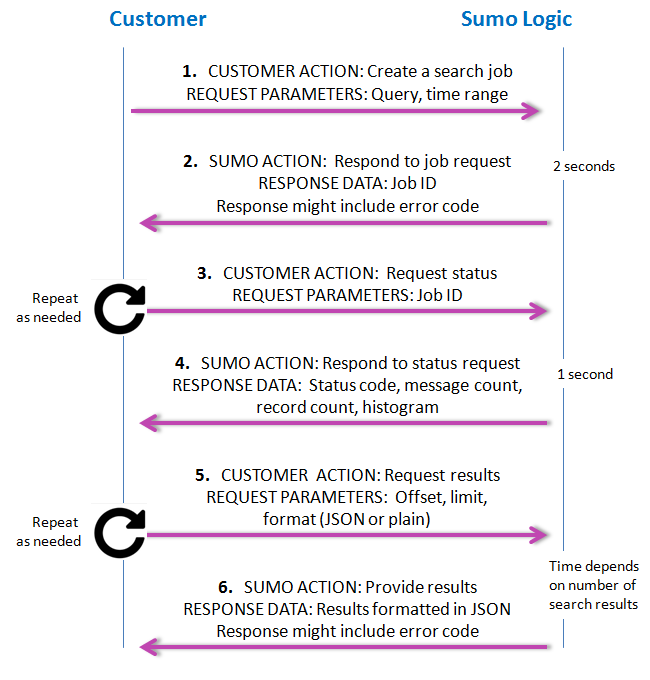 Customer
Sumo Logic
1. CUSTOMER ACTION: Create a search job
REQUEST PARAMETERS: Query, time range
2. SUMO ACTION: Respond to job request
RESPONSE DATA: Job ID
Response might include error code
2 seconds
3. CUSTOMER ACTION: Request status
REQUEST PARAMETERS: Job ID
Repeat
as needed
4. SUMO ACTION: Respond to status request
RESPONSE DATA: Status code, message count,
record count, histogram
1 second
5. CUSTOMER ACTION: Request results
REQUEST PARAMETERS: Offset, limit,
format (JSON or plain)
Repeat
as needed
6. SUMO ACTION: Provide results
RESPONSE DATA: Results formatted in JSON
Response might include error code
Time depends
on number of
search results